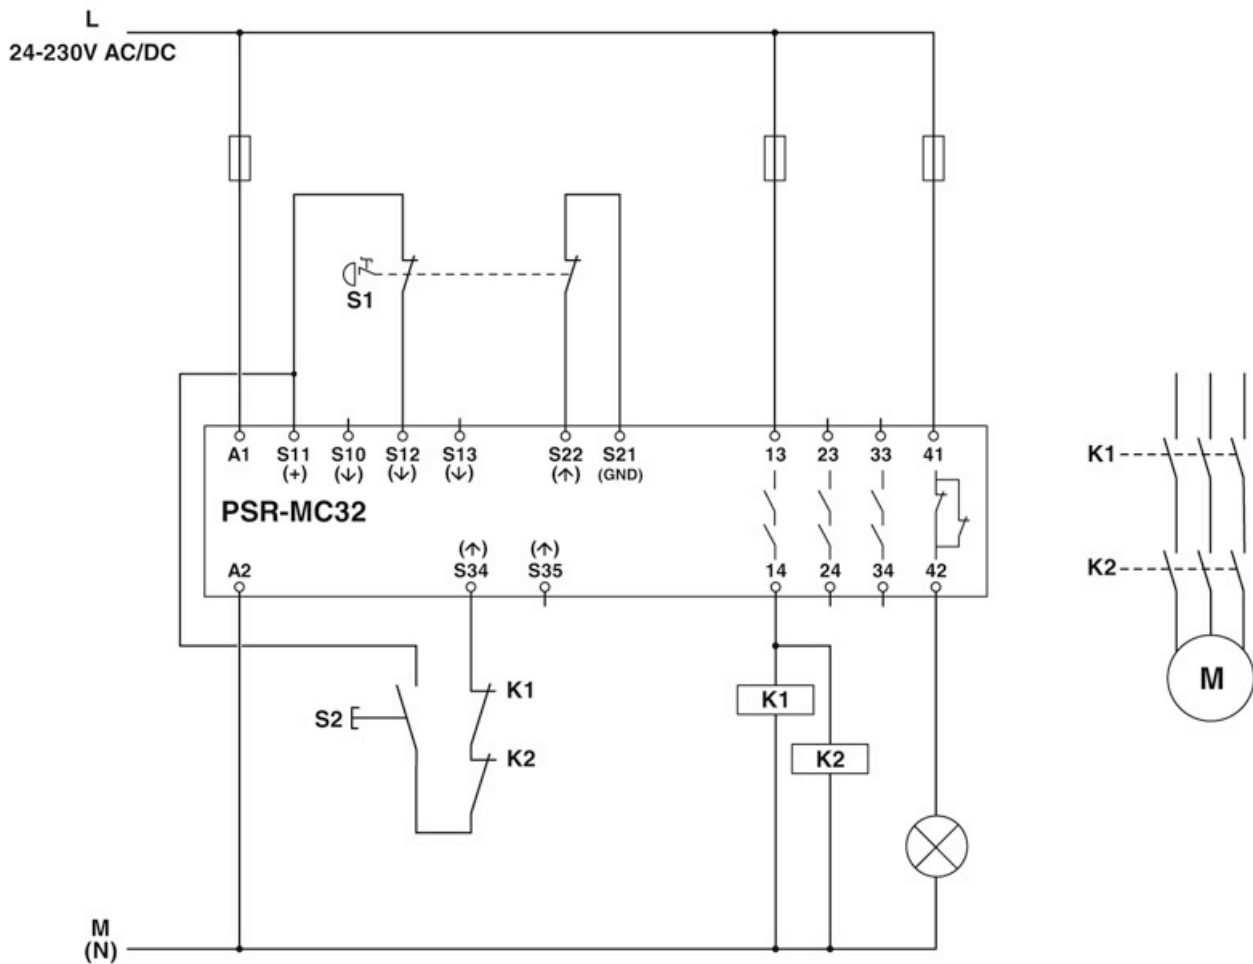 L
24-230V AC/DC
S1
A1 S11 S10 S12 S13 S22 S21 13 23 33 41
(+) (↓) (↓) (↓) (↑) (GND)
PSR-MC32
(↑) (↑)
A2 S34 S35 14 24 34 42
K1
K2
M
S2
K1
K2
K1
K2
M
(N)